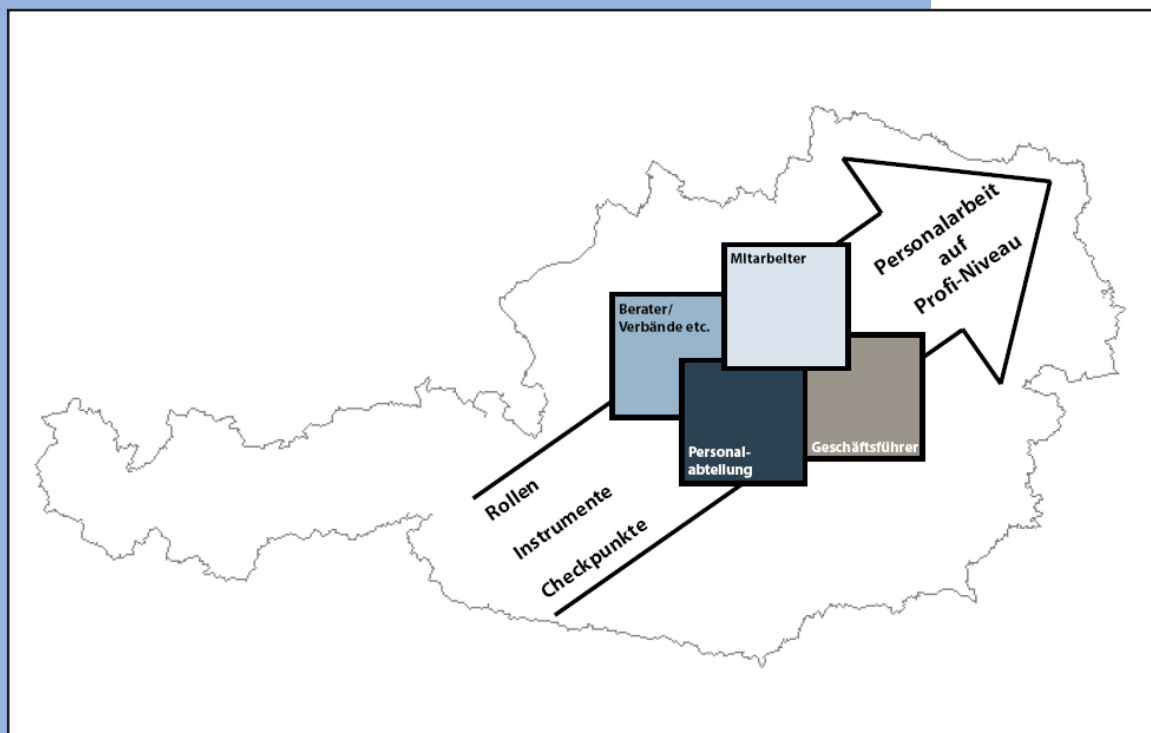 Personalarbeit
auf
Profi-Niveau
Mitarbeiter
Berater/
Verbände etc.
Personal-
abteilung
Geschäftsführer
Rollen
Instrumente
Checkpunkte